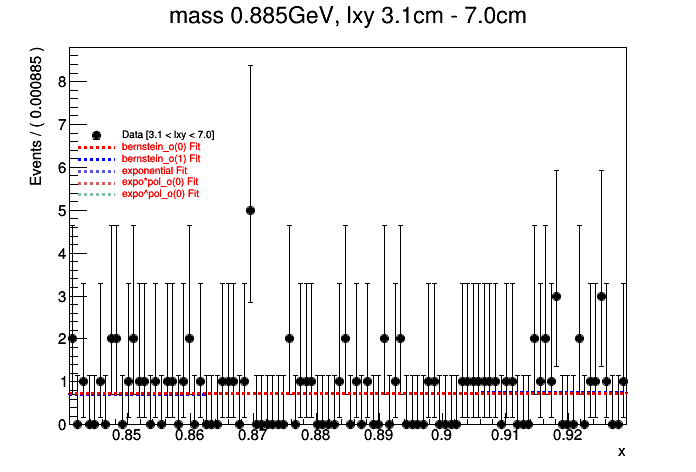 mass 0.885GeV, lxy 3.1cm - 7.0cm
Events / ( 0.000885 )
8
7
6
5
4
3
2
1
0
Data [3.1 < lxy < 7.0]
bernstein_o(0) Fit
bernstein_o(1) Fit
exponential Fit
expo*pol_o(0) Fit
expo^pol_o(0) Fit
0.85 0.86 0.87 0.88 0.89 0.9 0.91 0.92
x